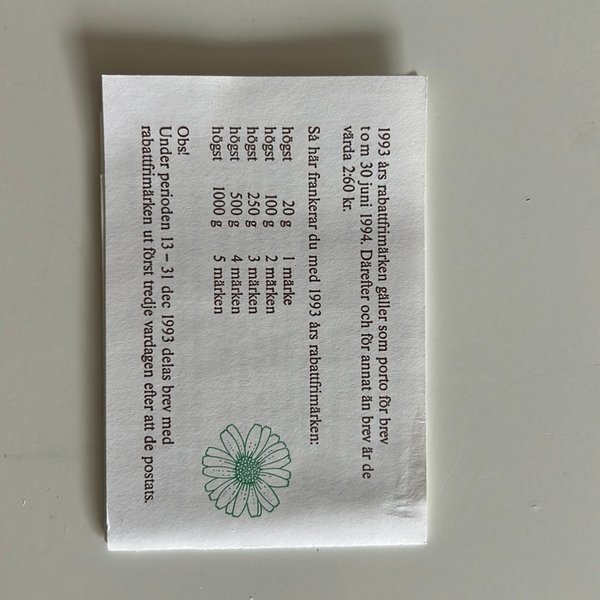 1993 års rabattfrimärken gäller som porto för brev
t o m 30 juni 1994. Därefter och för annat än brev är de
värda 2:60 kr.
Så här frankerar du med 1993 års rabattfrimärken:
högst 20 g 1 märke
högst 100 g 2 märken
högst 250 g 3 märken
högst 500 g 4 märken
högst 1000 g 5 märken
Obs!
Under perioden 13 – 31 dec 1993 delas brev med
rabattfrimärken ut först tredje vardagen efter att de postats.